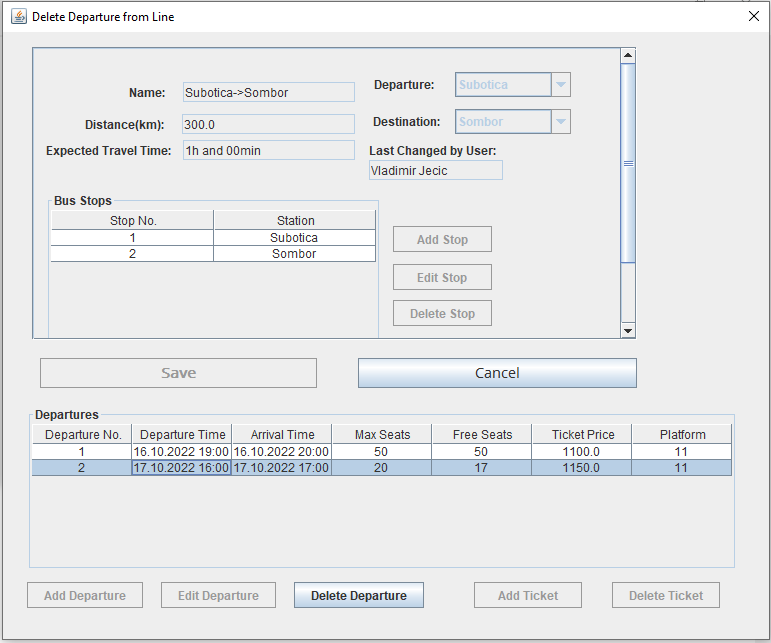 Delete Departure from Line
Name: Subotica->Sombor Departure: Subotica
Distance(km): 300.0 Destination: Sombor
Expected Travel Time: 1h and 00min Last Changed by User:
Vladimir Jecic
Bus Stops
Stop No. Station
1 Subotica
2 Sombor
Add Stop
Edit Stop
Delete Stop
Save Cancel
Departures
Departure No. Departure Time Arrival Time Max Seats Free Seats Ticket Price Platform
1 16.10.2022 19:00 16.10.2022 20:00 50 50 1100.0 11
2 17.10.2022 16:00 17.10.2022 17:00 20 17 1150.0 11
Add Departure Edit Departure Delete Departure Add Ticket Delete Ticket